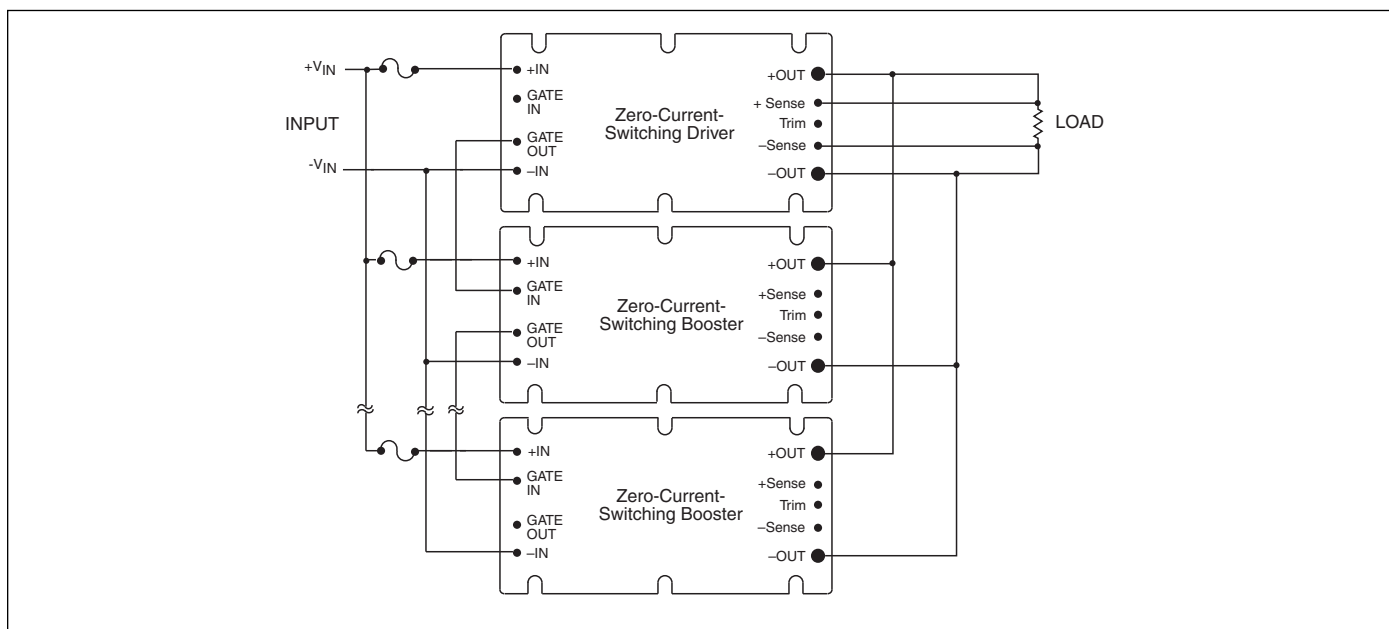 +VIN
INPUT
-VIN
+IN
GATE
IN
GATE
OUT
–IN
Zero-Current-
Switching Driver
+OUT
+ Sense
Trim
–Sense
–OUT
LOAD
+IN
GATE
IN
GATE
OUT
–IN
Zero-Current-
Switching Booster
+OUT
+Sense
Trim
–Sense
–OUT
+IN
GATE
IN
GATE
OUT
–IN
Zero-Current-
Switching Booster
+OUT
+Sense
Trim
–Sense
–OUT